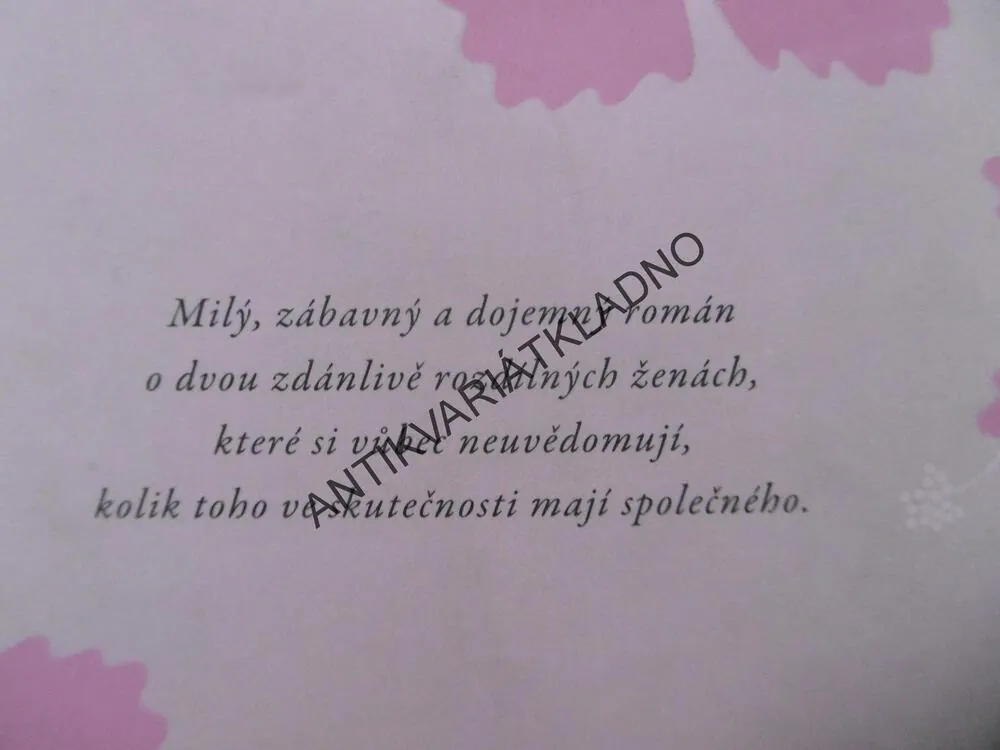 Milý, zábavný a dojemný román
o dvou zdánlivě rozdílných ženách,
které si vůbec neuvědomují,
kolik toho ve skutečnosti mají společného.
ANTIKVARIÁTKLADNO